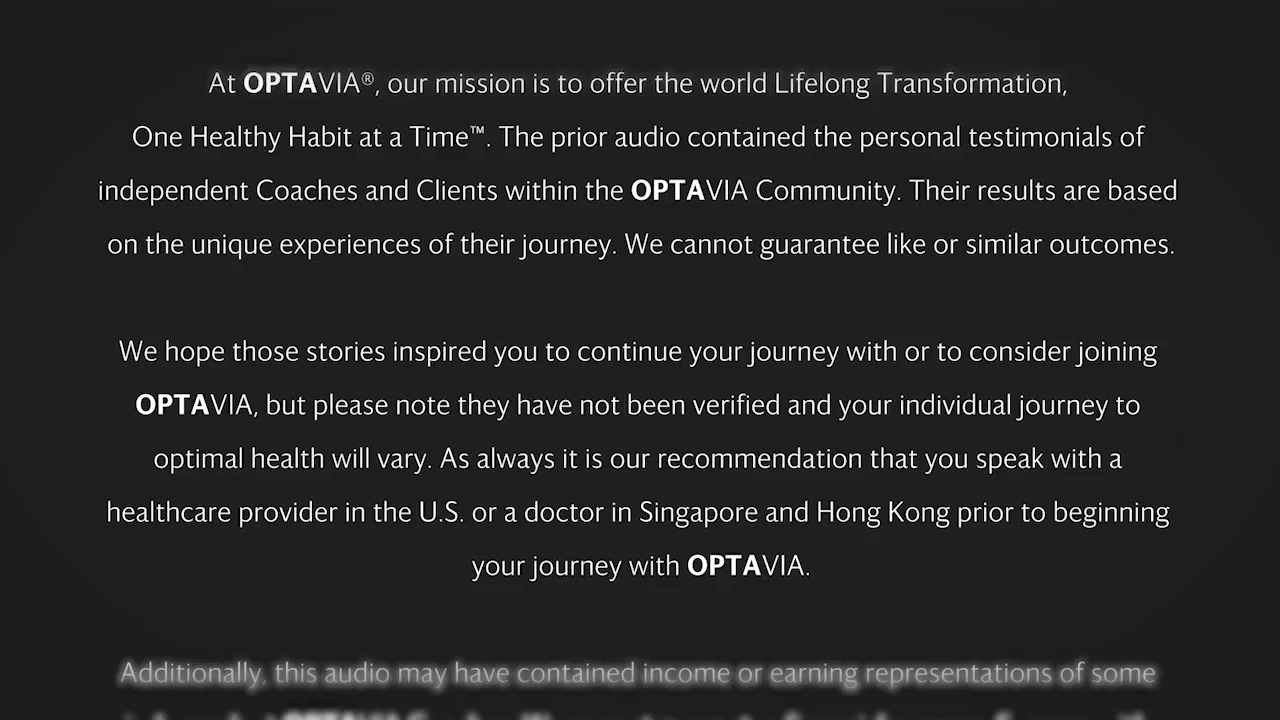 At OPTAVIA®, our mission is to offer the world Lifelong Transformation,
One Healthy Habit at a Time™. The prior audio contained the personal testimonials of
independent Coaches and Clients within the OPTAVIA Community. Their results are based
on the unique experiences of their journey. We cannot guarantee like or similar outcomes.
We hope those stories inspired you to continue your journey with or to consider joining
OPTAVIA, but please note they have not been verified and your individual journey to
optimal health will vary. As always it is our recommendation that you speak with a
healthcare provider in the U.S. or a doctor in Singapore and Hong Kong prior to beginning
your journey with OPTAVIA.
Additionally, this audio may have contained income or earning representations of some